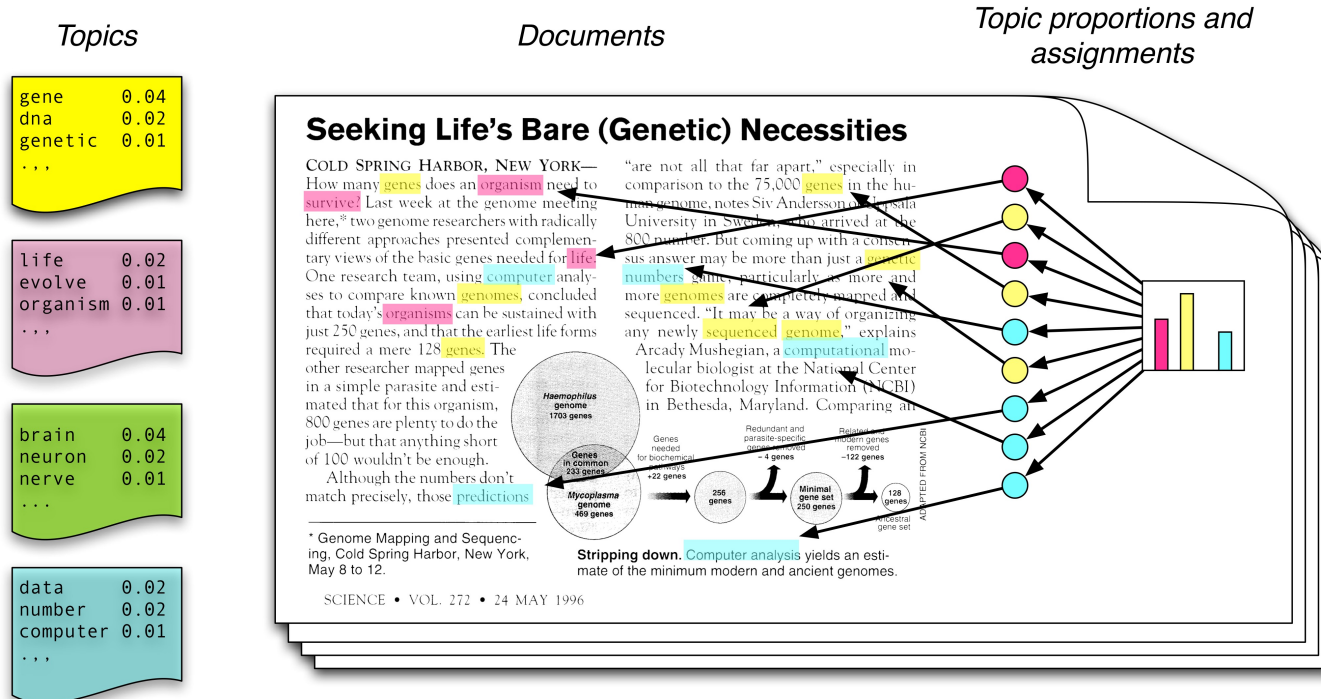 Topics
Documents
Topic proportions and
assignments
gene 0.04
dna 0.02
genetic 0.01
.,,
life 0.02
evolve 0.01
organism 0.01
.,,
brain 0.04
neuron 0.02
nerve 0.01
...
data 0.02
number 0.02
computer 0.01
.,,
Seeking Life's Bare (Genetic) Necessities
COLD SPRING HARBOR, NEW YORK—
How many genes does an organism need to
survive? Last week at the genome meeting
here,* two genome researchers with radically
different approaches presented complemen-
tary views of the basic genes needed for life.
One research team, using computer analy-
ses to compare known genomes, concluded
that today's organisms can be sustained with
just 250 genes, and that the earliest life forms
required a mere 128 genes. The
other researcher mapped genes
in a simple parasite and esti-
mated that for this organism,
800 genes are plenty to do the
job—but that anything short
of 100 wouldn't be enough.
Although the numbers don't
match precisely, those predictions
* Genome Mapping and Sequenc-
ing, Cold Spring Harbor, New York,
May 8 to 12.
"are not all that far apart," especially in
comparison to the 75,000 genes in the hu-
man genome, notes Siv Andersson of Uppsala
University in Sweden, who arrived at the
800 number. But coming up with a consen-
sus answer may be more than just a genetic
numbers game, particularly as more and
more genomes are completely mapped and
sequenced. "It may be a way of organizing
any newly sequenced genome," explains
Arcady Mushegian, a computational mo-
lecular biologist at the National Center
for Biotechnology Information (NCBI)
in Bethesda, Maryland. Comparing an
Haemophilus
genome
1703 genes
Genes
in common
233 genes
Mycoplasma
genome
469 genes
Genes
needed
for biochemical
pathways
+22 genes
256
genes
Redundant and
parasite-specific
genes removed
– 4 genes
Minimal
gene set
250 genes
Related and
modern genes
removed
–122 genes
128
genes
Ancestral
gene set
ADAPTED FROM NCBI
Stripping down. Computer analysis yields an esti-
mate of the minimum modern and ancient genomes.
SCIENCE • VOL. 272 • 24 MAY 1996